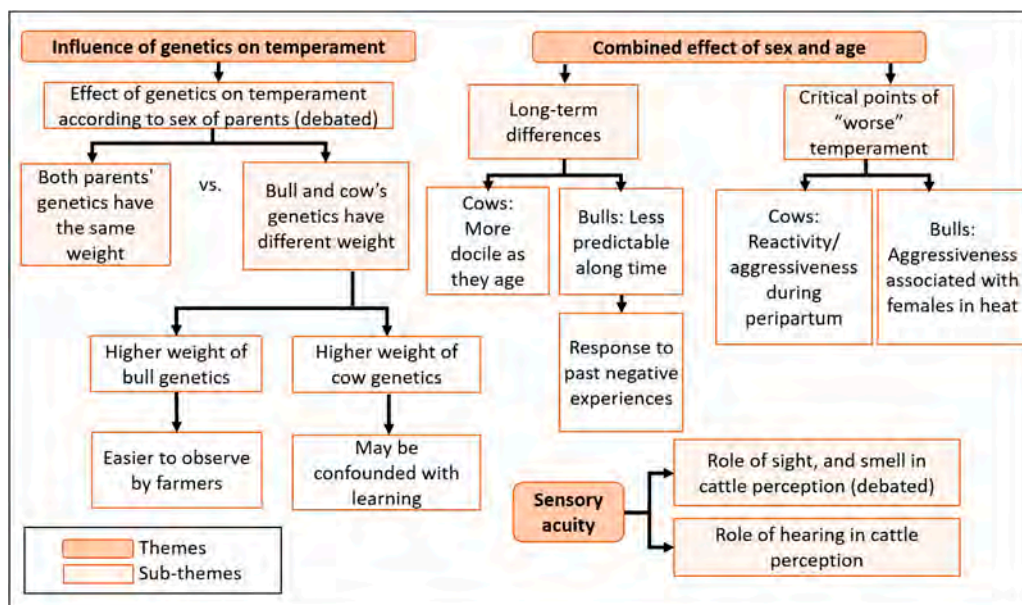 Influence of genetics on temperament
Effect of genetics on temperament
according to sex of parents (debated)
Both parents'
genetics have
the same
weight
vs.
Bull and cow's
genetics have
different weight
Higher weight of
bull genetics
Higher weight of
cow genetics
Easier to observe
by farmers
May be
confounded with
learning
Combined effect of sex and age
Long-term
differences
Critical points of
"worse"
temperament
Cows:
More
docile as
they age
Bulls: Less
predictable
along time
Cows:
Reactivity/
aggressiveness
during
peripartum
Bulls:
Aggressiveness
associated with
females in heat
Response to
past negative
experiences
Sensory
acuity
Role of sight, and smell in
cattle perception (debated)
Role of hearing in cattle
perception
Themes
Sub-themes